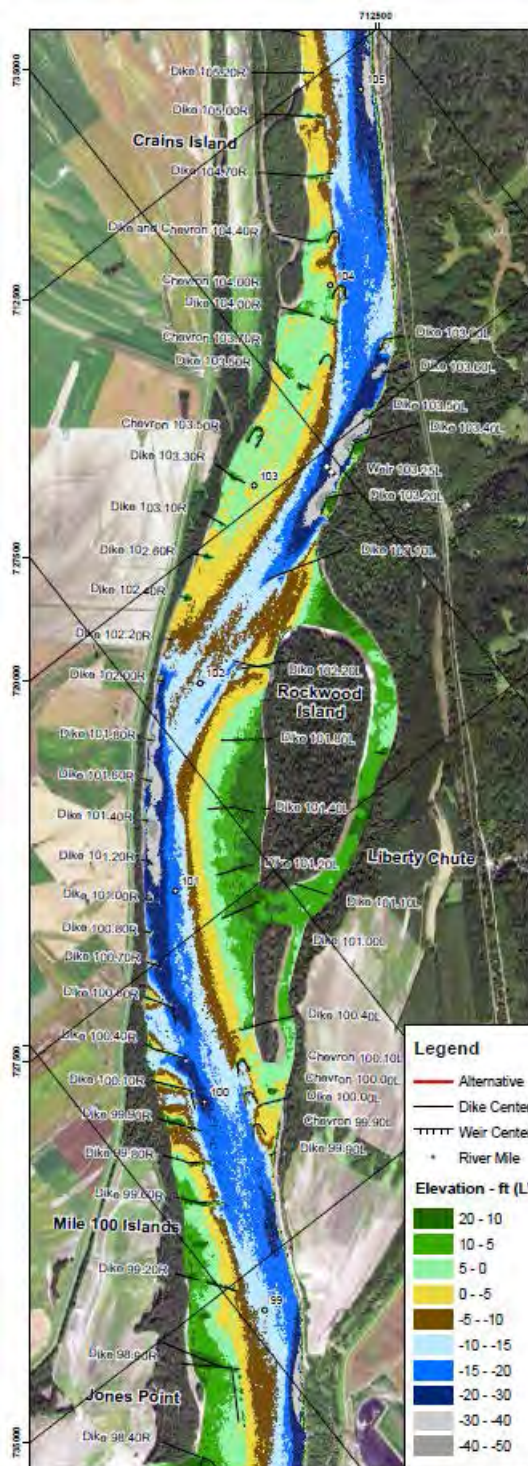 712500
735000
105
Dike 105.20R
Dike 105.00R
Crains Island
Dike 104.70R
Dike and Chevron 104.40R
Chevron 104.00R
104
Dike 104.00R
712500
Chevron 103.70R
Dike 103.50R
Dike 103.60L
Dike 103.50L
Dike 103.40L
Chevron 103.50R
Weir 103.25L
Dike 103.30R
103
Dike 103.20L
Dike 103.10R
Dike 102.60R
Dike 102.40R
Dike 102.20R
Dike 102.20L
Dike 102.00R
102
720000
Rockwood
Island
Dike 101.80R
Dike 101.80L
Dike 101.60R
Dike 101.40R
Dike 101.40L
Dike 101.20R
Dike 101.20L
Liberty Chute
101
Dike 101.00R
Dike 101.10L
Dike 100.80R
Dike 101.00L
Dike 100.70R
Dike 100.60R
Dike 100.40L
Dike 100.40R
Chevron 100.10L
Dike 100.10R
Chevron 100.00L
100
Dike 100.00L
Dike 99.90R
Chevron 99.90L
Dike 99.80R
Dike 99.90L
Dike 99.60R
Mile 100 Islands
Dike 99.20R
99
Dike 98.90R
Jones Point
Dike 98.40R
735000
Legend
Alternative
Dike Center
Weir Center
River Mile
Elevation - ft (L
20 - 10
10 - 5
5 - 0
0 - -5
-5 - -10
-10 - -15
-15 - -20
-20 - -30
-30 - -40
-40 - -50